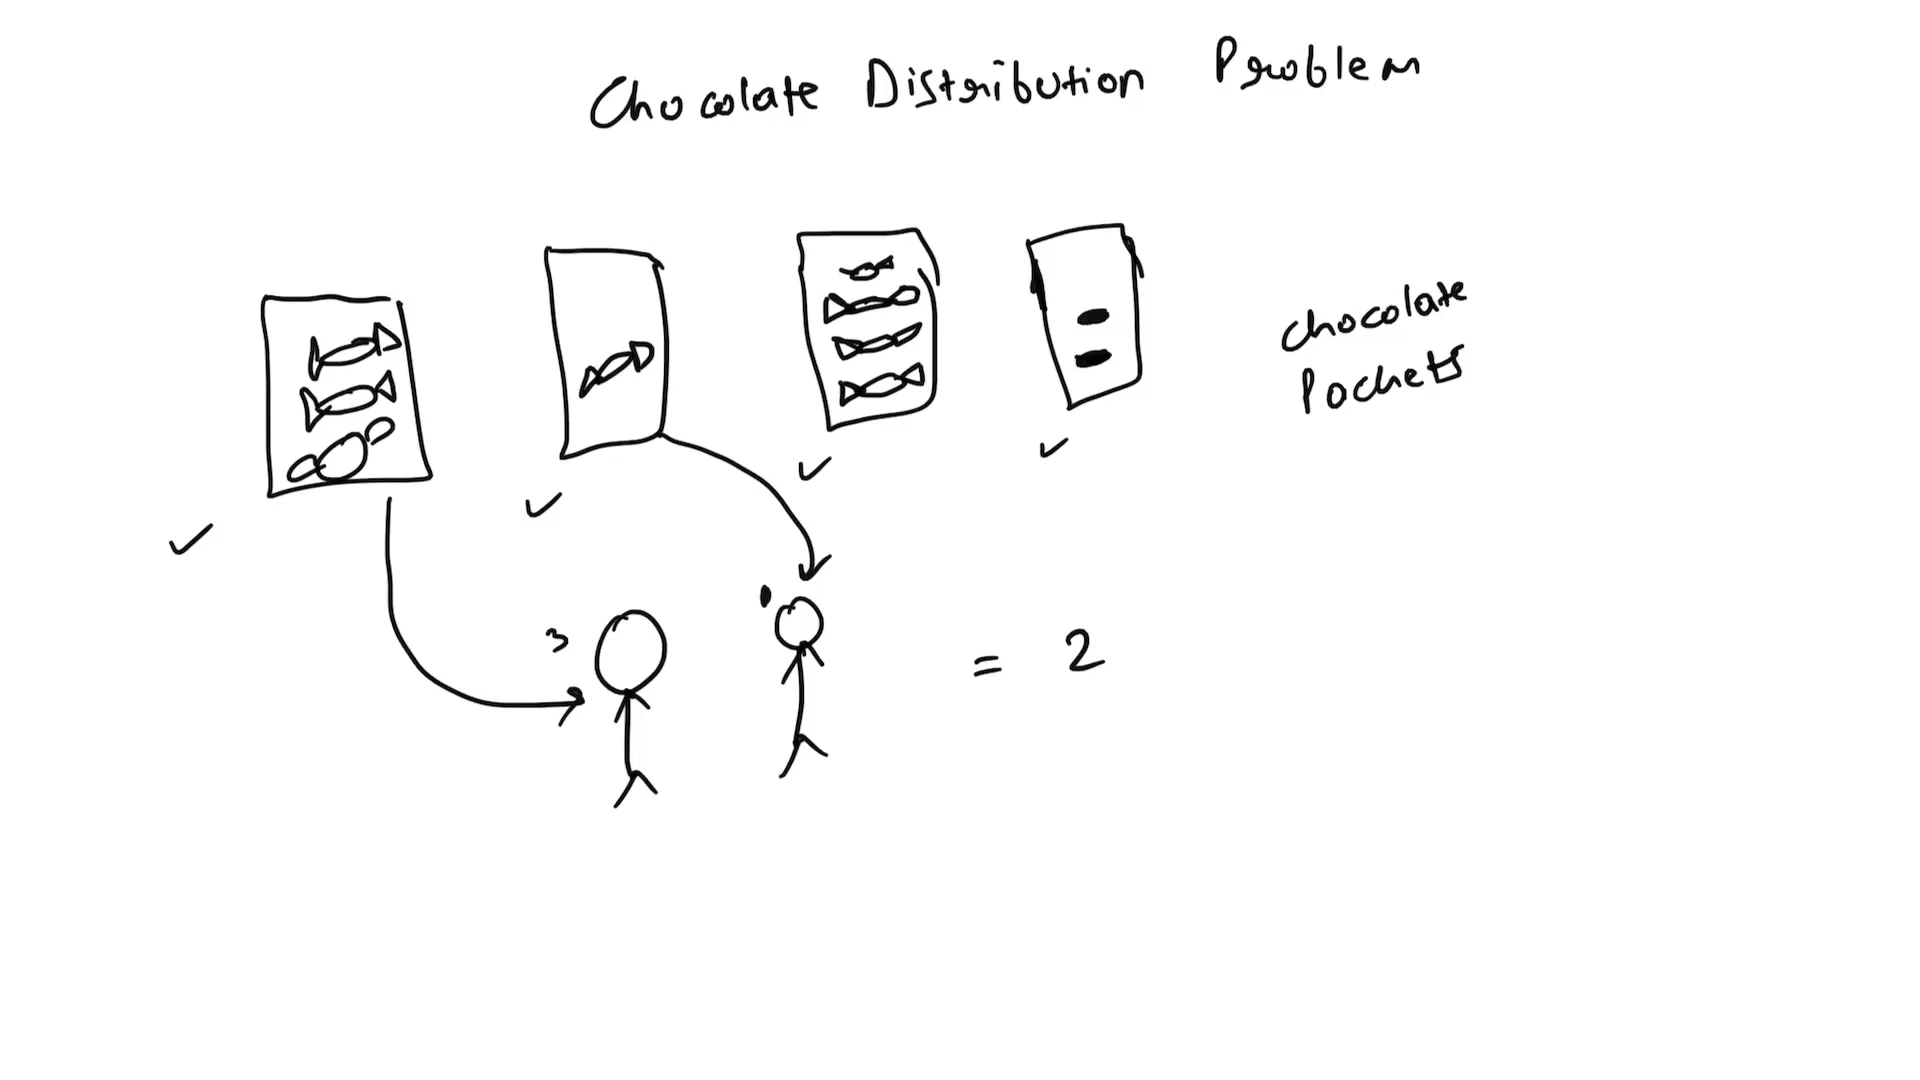 Chocolate Distribution Problem
chocolate
Pockets
3
= 2